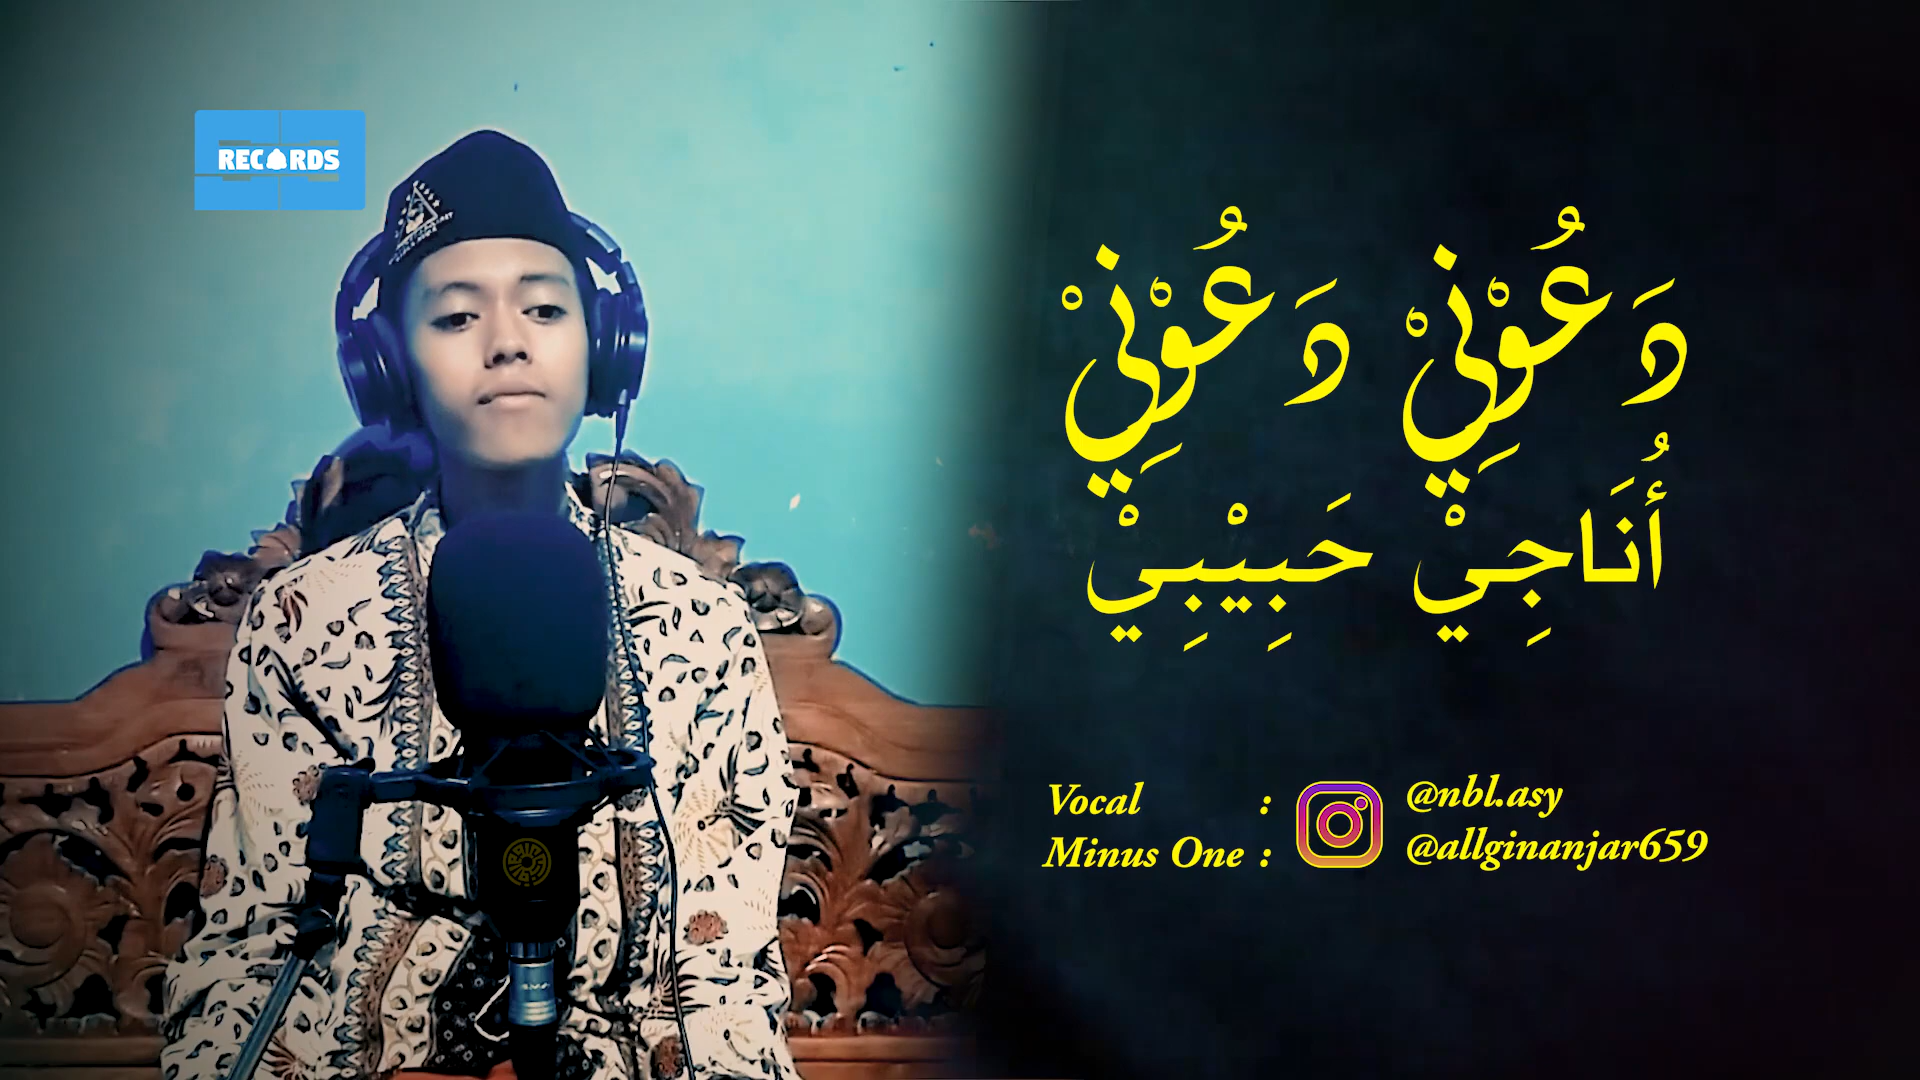 RECORDS
دَعُوْنِيْ دَعُوْنِيْ
أُنَاجِيْ حَبِيْبِيْ
Vocal : @nbl.asy
Minus One : @allginanjar659